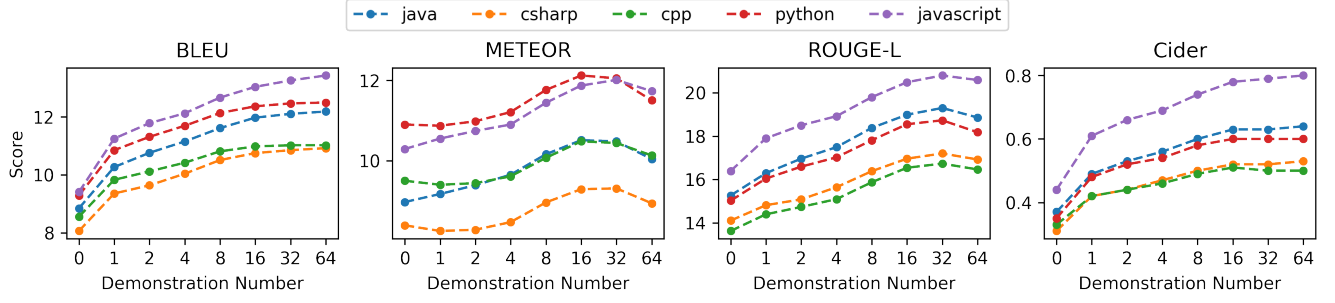 java csharp cpp python javascript
BLEU METEOR ROUGE-L Cider
Score
12
10
8
0 1 2 4 8 16 32 64
Demonstration Number
12
10
0 1 2 4 8 16 32 64
Demonstration Number
20
18
16
14
0 1 2 4 8 16 32 64
Demonstration Number
0.8
0.6
0.4
0 1 2 4 8 16 32 64
Demonstration Number